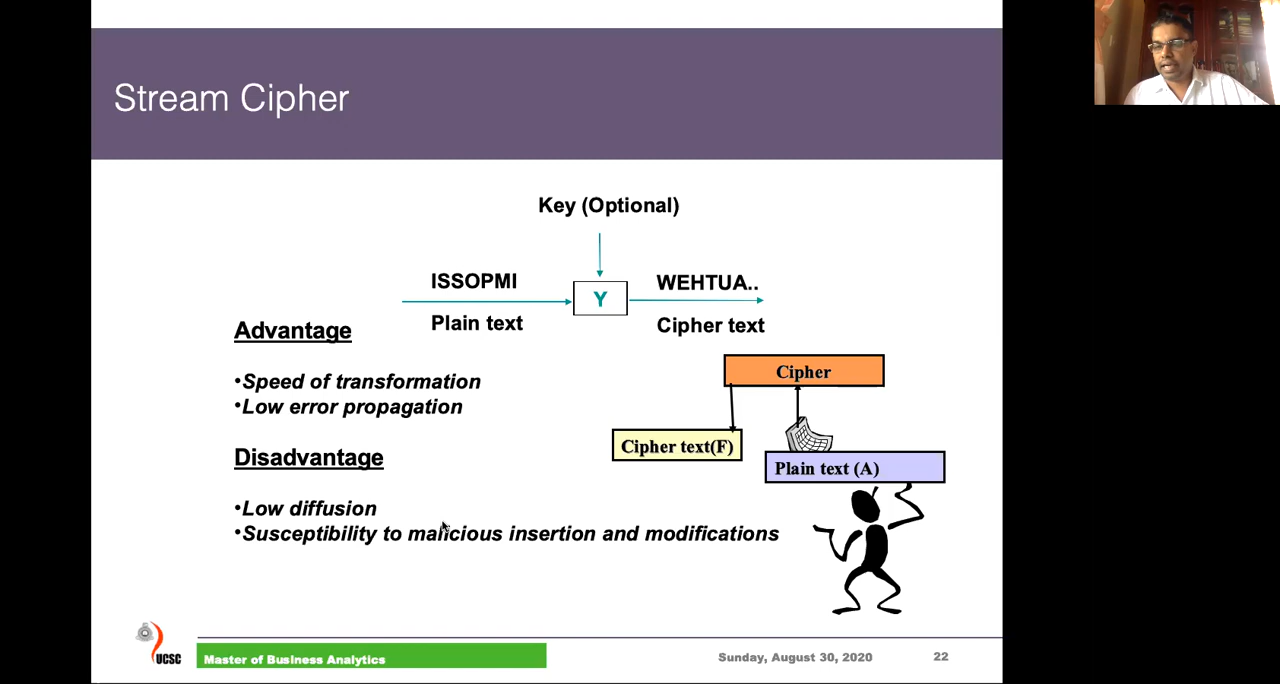 Stream Cipher
Key (Optional)
ISSOPMI
Y
WEHTUA..
Plain text
Cipher text
Advantage
•Speed of transformation
•Low error propagation
Cipher
Cipher text(F)
Plain text (A)
Disadvantage
•Low diffusion
•Susceptibility to malicious insertion and modifications
UCSC
Master of Business Analytics
Sunday, August 30, 2020
22